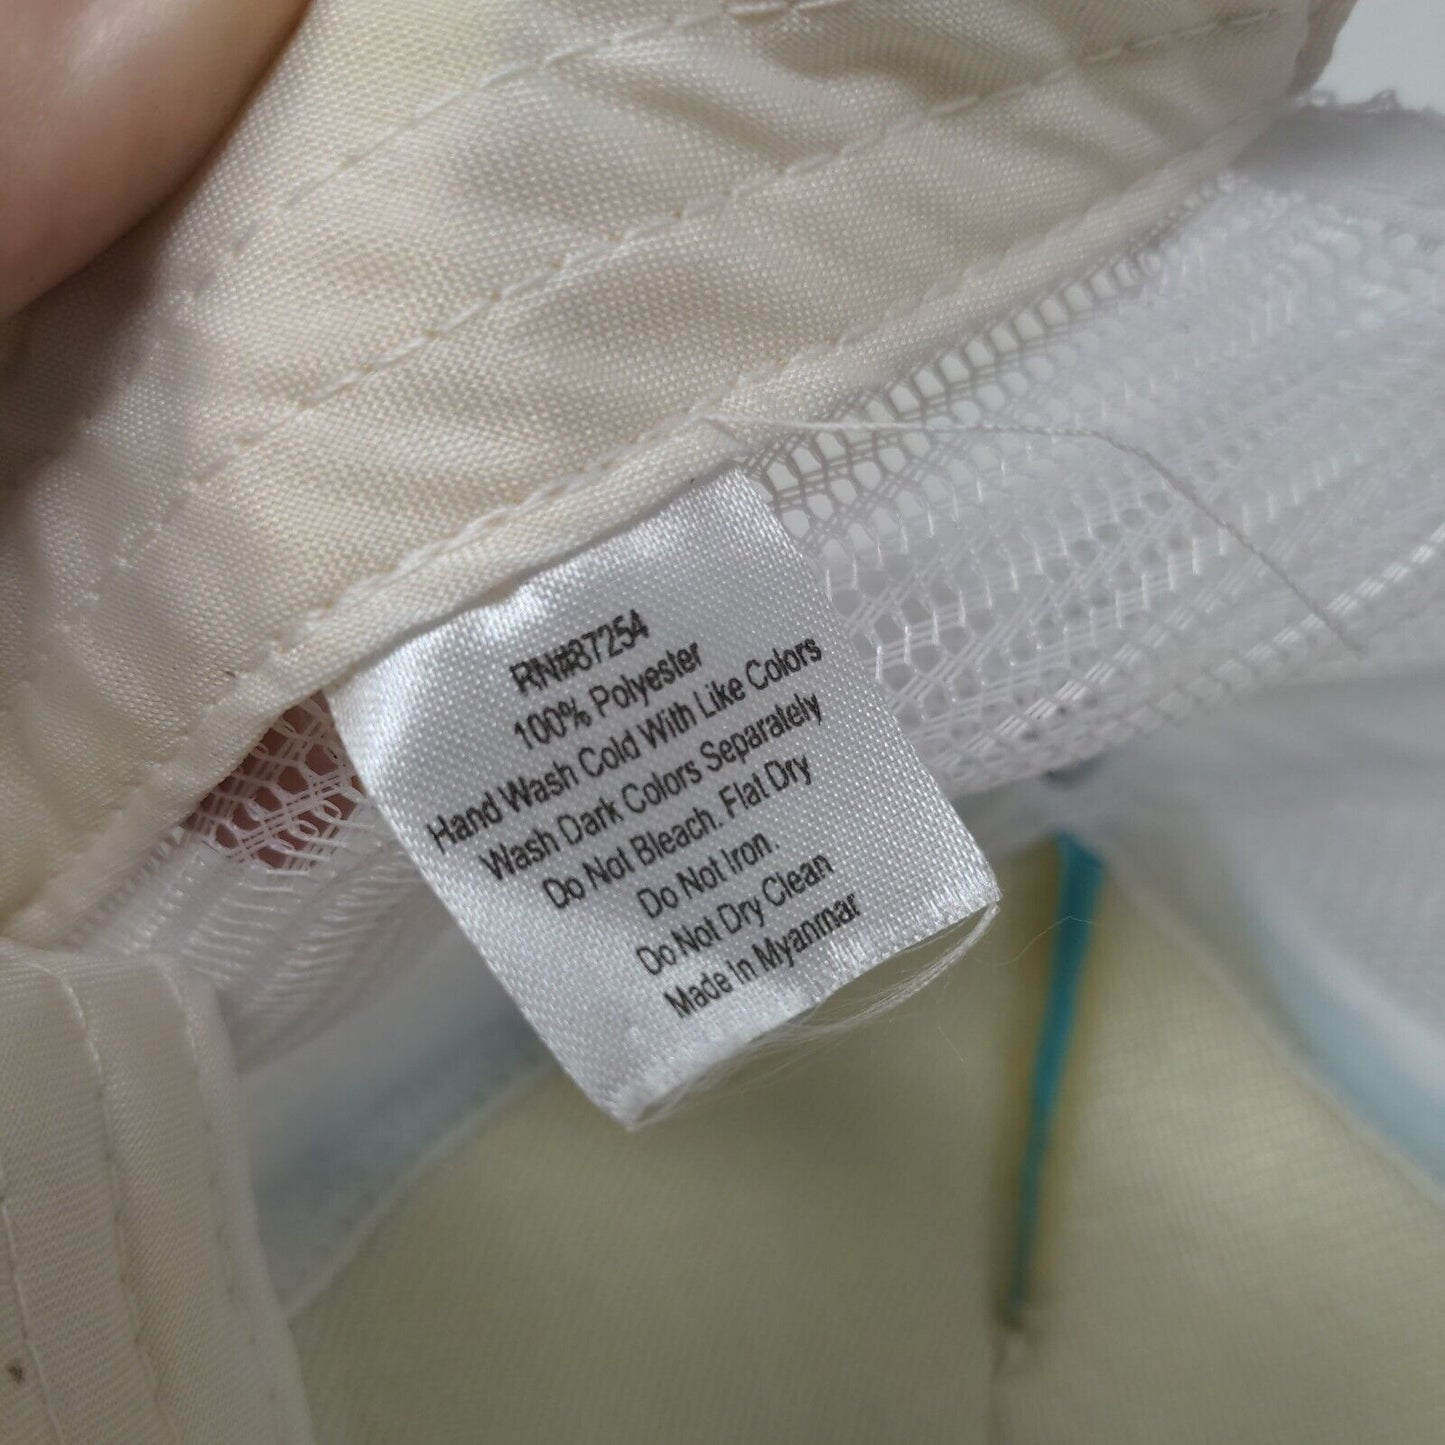 RN#87254
100% Polyester
Hand Wash Cold With Like Colors
Wash Dark Colors Separately
Do Not Bleach. Flat Dry
Do Not Iron.
Do Not Dry Clean
Made In Myanmar